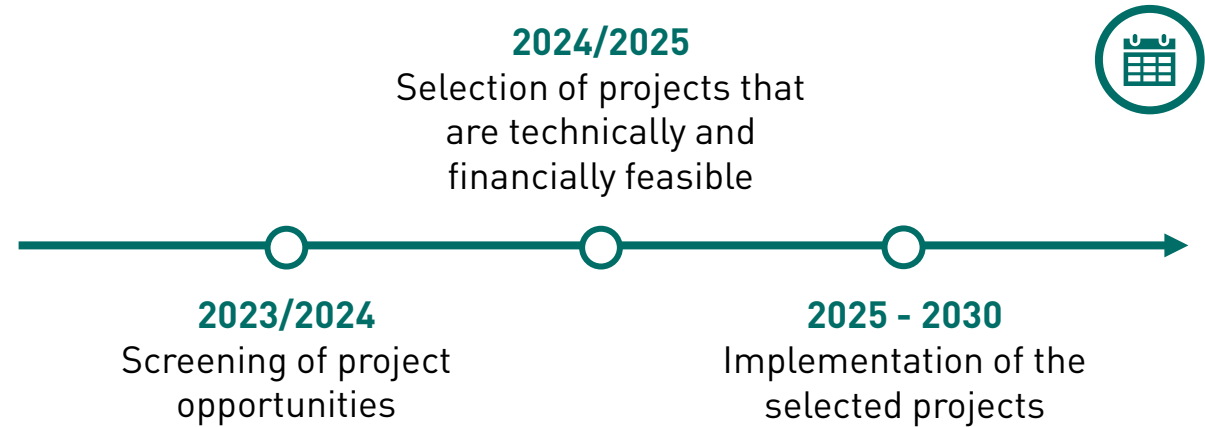 2024/2025
Selection of projects that
are technically and
financially feasible
2023/2024
Screening of project
opportunities
2025 - 2030
Implementation of the
selected projects